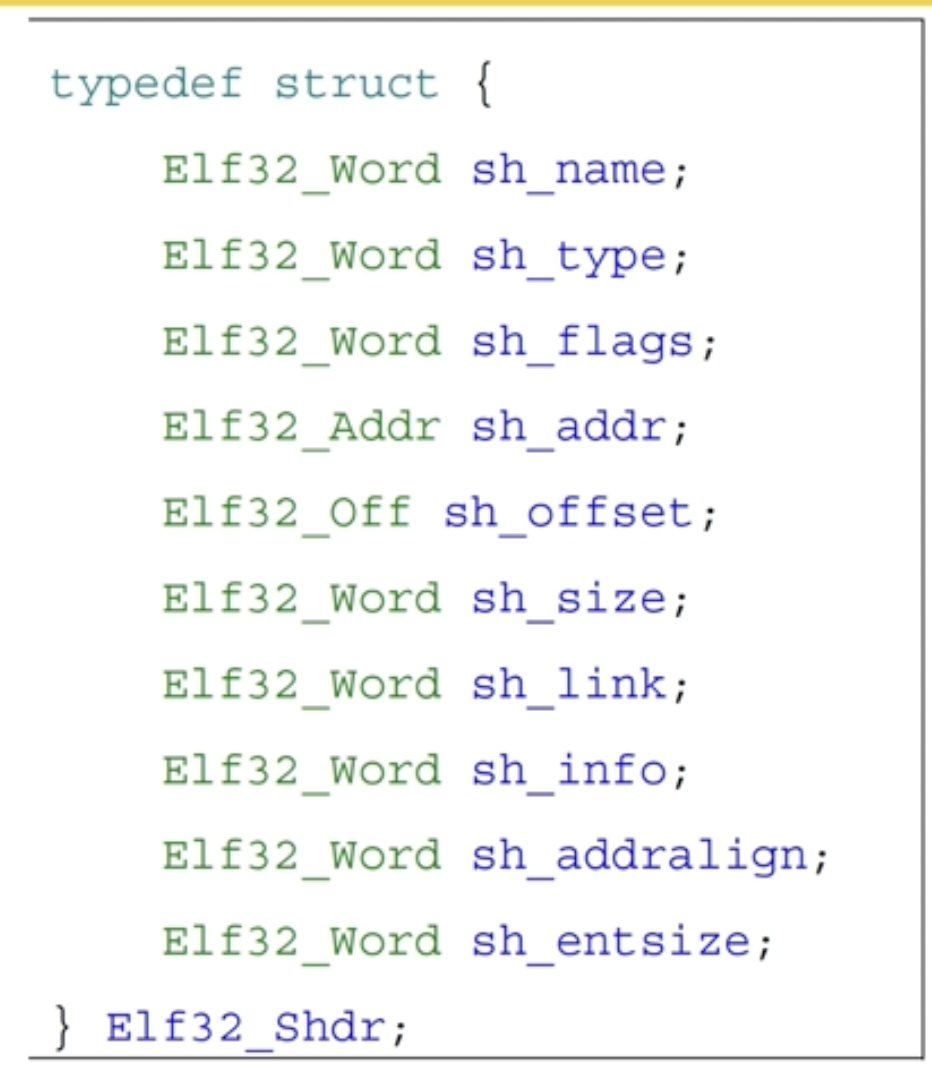 typedef struct {
Elf32_Word sh_name;
Elf32_Word sh_type;
Elf32_Word sh_flags;
Elf32_Addr sh_addr;
Elf32_Off sh_offset;
Elf32_Word sh_size;
Elf32_Word sh_link;
Elf32_Word sh_info;
Elf32_Word sh_addralign;
Elf32_Word sh_entsize;
} Elf32_Shdr;